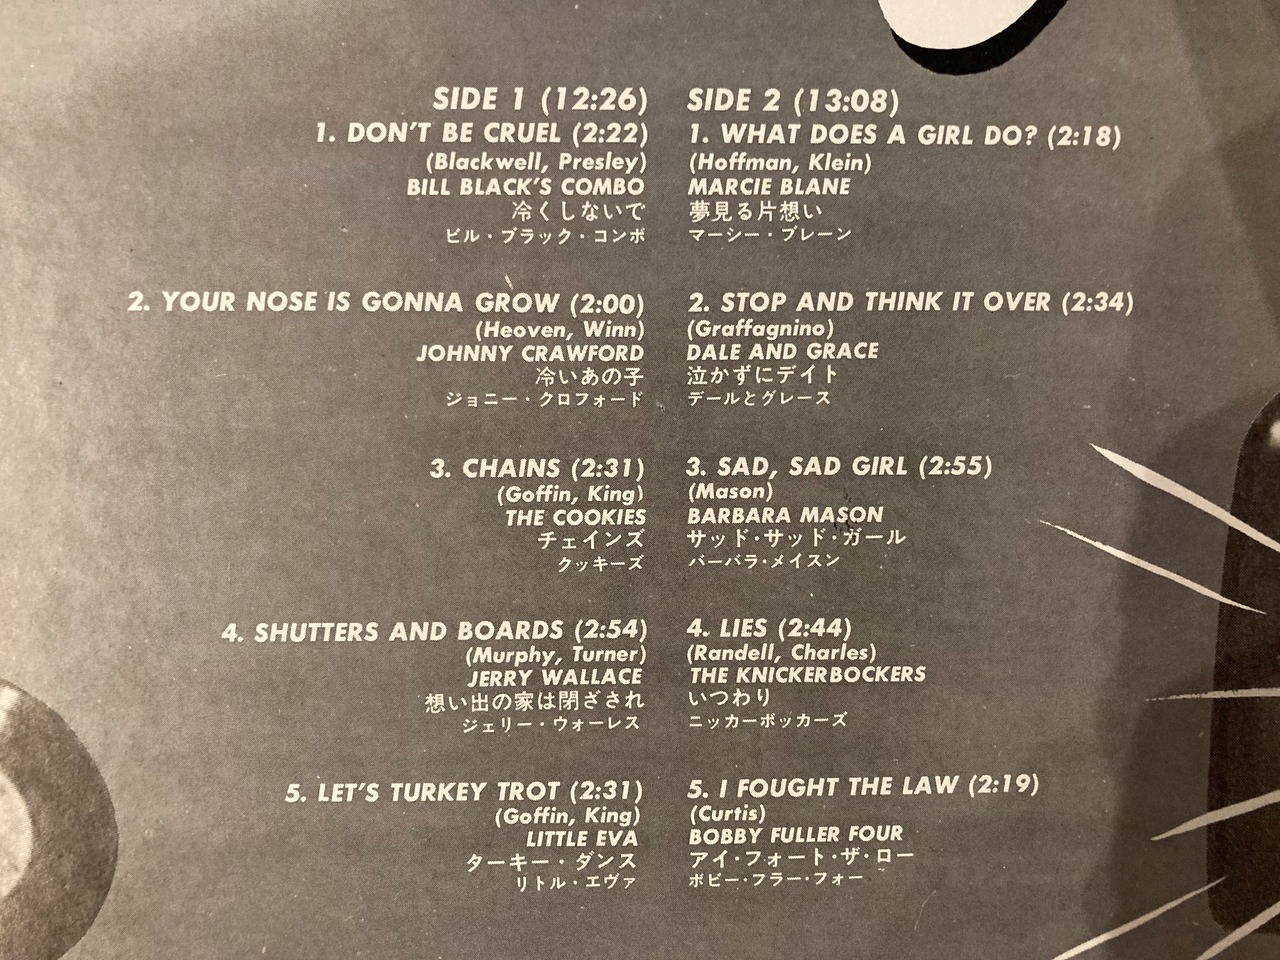 SIDE 1 (12:26)
1. DON'T BE CRUEL (2:22)
(Blackwell, Presley)
BILL BLACK'S COMBO
冷くしないで
ビル・ブラック・コンボ
2. YOUR NOSE IS GONNA GROW (2:00)
(Heoven, Winn)
JOHNNY CRAWFORD
冷いあの子
ジョニー・クロフォード
3. CHAINS (2:31)
(Goffin, King)
THE COOKIES
チェインズ
クッキーズ
4. SHUTTERS AND BOARDS (2:54)
(Murphy, Turner)
JERRY WALLACE
想い出の家は閉ざされ
ジェリー・ウォーレス
5. LET'S TURKEY TROT (2:31)
(Goffin, King)
LITTLE EVA
ターキー・ダンス
リトル・エヴァ
SIDE 2 (13:08)
1. WHAT DOES A GIRL DO? (2:18)
(Hoffman, Klein)
MARCIE BLANE
夢見る片想い
マーシー・ブレーン
2. STOP AND THINK IT OVER (2:34)
(Graffagnino)
DALE AND GRACE
泣かずにデイト
デールとグレース
3. SAD, SAD GIRL (2:55)
(Mason)
BARBARA MASON
サッド・サッド・ガール
バーバラ・メイスン
4. LIES (2:44)
(Randell, Charles)
THE KNICKERBOCKERS
いつわり
ニッカーボッカーズ
5. I FOUGHT THE LAW (2:19)
(Curtis)
BOBBY FULLER FOUR
アイ・フォート・ザ・ロー
ボビー・フラー・フォー